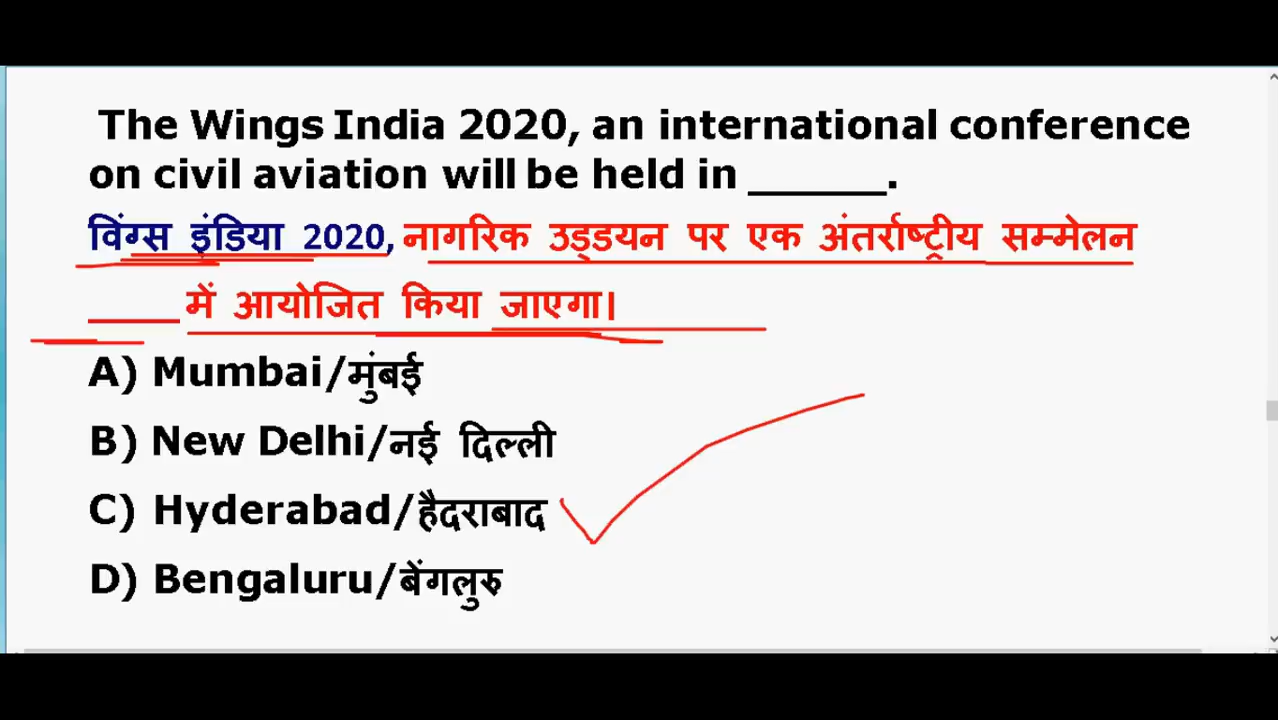 The Wings India 2020, an international conference
on civil aviation will be held in _____.
विंग्स इंडिया 2020, नागरिक उड्डयन पर एक अंतर्राष्ट्रीय सम्मेलन
____ में आयोजित किया जाएगा।
A) Mumbai/मुंबई
B) New Delhi/नई दिल्ली
C) Hyderabad/हैदराबाद
D) Bengaluru/बेंगलुरु